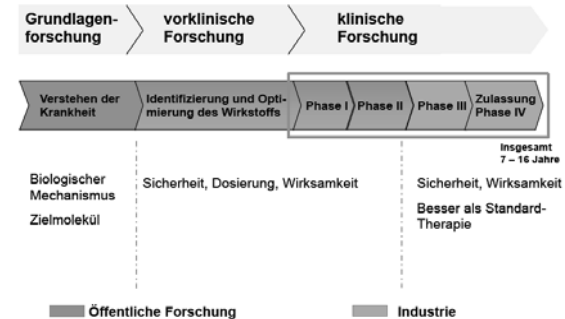 Grundlagen-
forschung
vorklinische
Forschung
klinische
Forschung
Verstehen der
Krankheit
Identifizierung und Opti-
mierung des Wirkstoffs
Phase I
Phase II
Phase III
Zulassung
Phase IV
Insgesamt
7 – 16 Jahre
Biologischer
Mechanismus
Zielmolekül
Sicherheit, Dosierung, Wirksamkeit
Sicherheit, Wirksamkeit
Besser als Standard-
Therapie
Öffentliche Forschung
Industrie